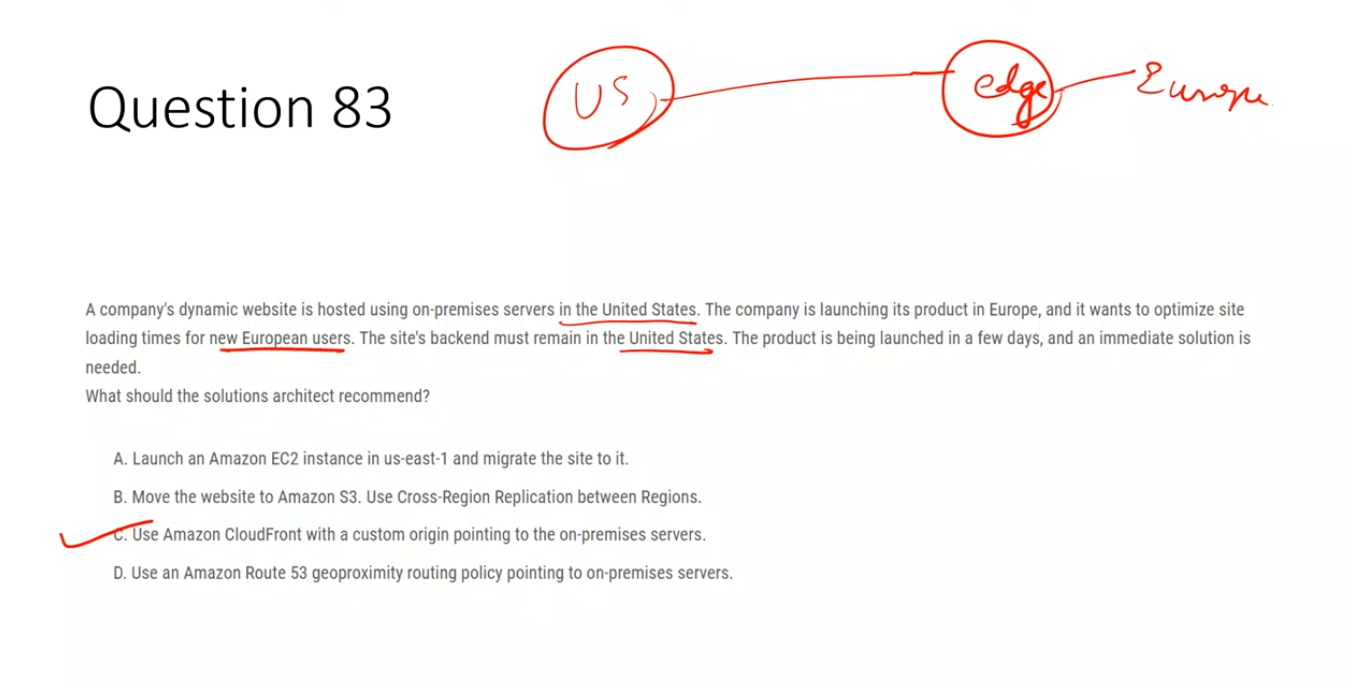 US edge Europe
Question 83
A company's dynamic website is hosted using on-premises servers in the United States. The company is launching its product in Europe, and it wants to optimize site
loading times for new European users. The site's backend must remain in the United States. The product is being launched in a few days, and an immediate solution is
needed.
What should the solutions architect recommend?
A. Launch an Amazon EC2 instance in us-east-1 and migrate the site to it.
B. Move the website to Amazon S3. Use Cross-Region Replication between Regions.
C. Use Amazon CloudFront with a custom origin pointing to the on-premises servers.
D. Use an Amazon Route 53 geoproximity routing policy pointing to on-premises servers.